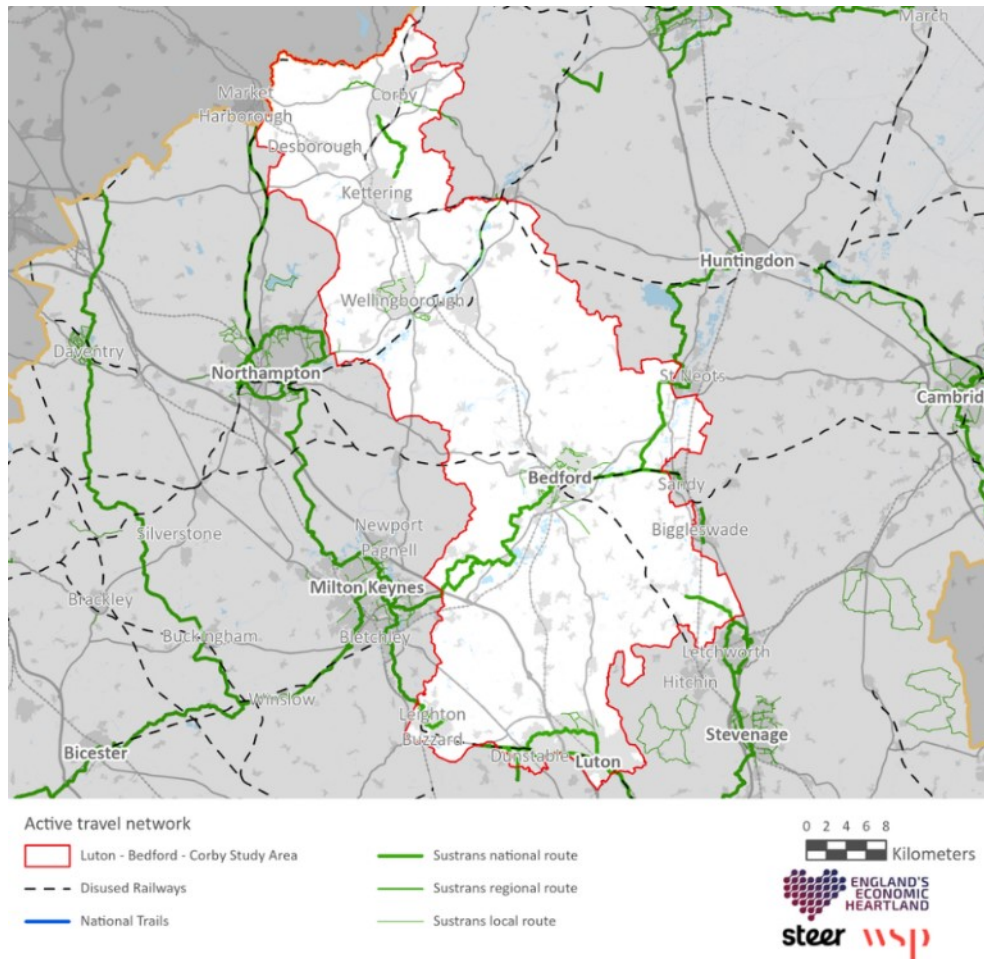 March
Market
Harborough
Corby
Desborough
Kettering
Huntingdon
Wellingborough
Daventry
Northampton
St Neots
Cambrid
Bedford
Sandy
Silverstone
Newport
Pagnell
Biggleswade
Milton Keynes
Brackley
Buckingham
Bletchley
Letchworth
Hitchin
Winslow
Leighton
Buzzard
Bicester
Dunstable
Luton
Stevenage
Active travel network
Luton - Bedford - Corby Study Area
Disused Railways
National Trails
Sustrans national route
Sustrans regional route
Sustrans local route
0 2 4 6 8
Kilometers
ENGLAND'S
ECONOMIC
HEARTLAND
steer wsp